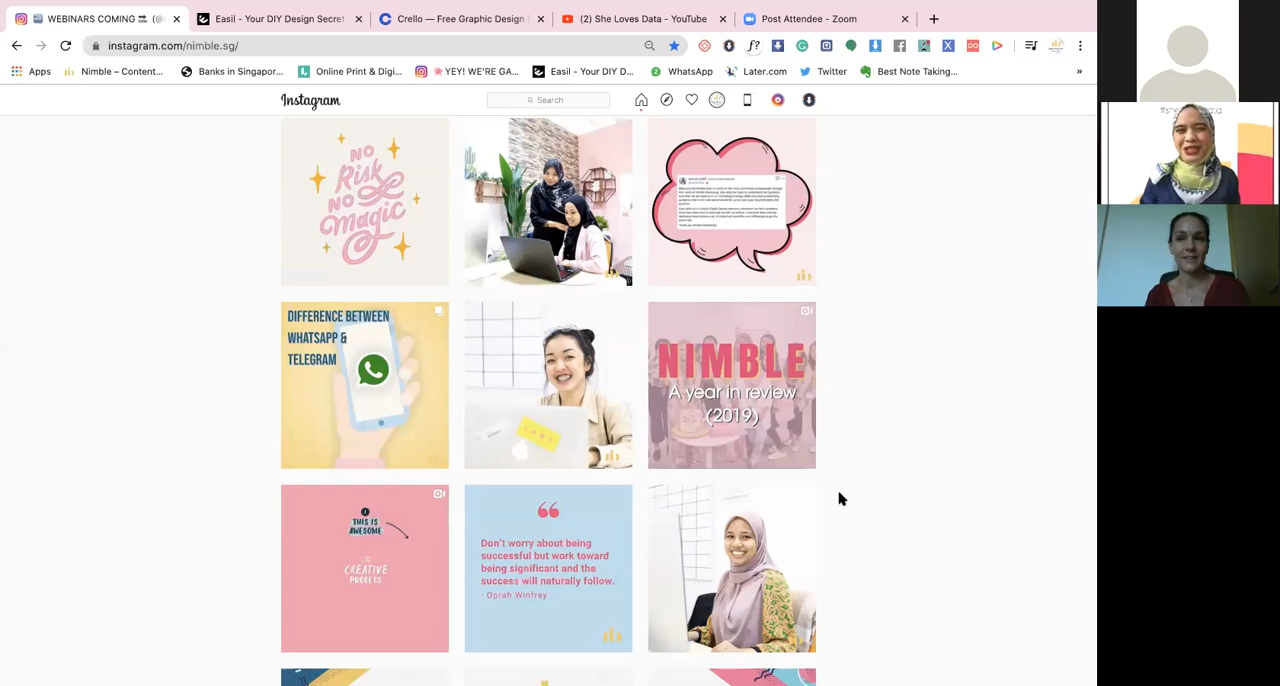 WEBINARS COMING
Easil - Your DIY Design Secret
Crello — Free Graphic Design
(2) She Loves Data - YouTube
Post Attendee - Zoom
instagram.com/nimble.sg/
Apps
Nimble – Content...
Banks in Singapor...
Online Print & Digi...
YEY! WE'RE GA...
Easil - Your DIY D...
WhatsApp
Later.com
Twitter
Best Note Taking...
»
Instagram
Search
NO
Risk
NO
Magic
DIFFERENCE BETWEEN
WHATSAPP &
TELEGRAM
LOVE
NIMBLE
A year in review
(2019)
THIS IS
AWESOME
CREATIVE
PROCESS
Don't worry about being
successful but work toward
being significant and the
success will naturally follow.
- Oprah Winfrey